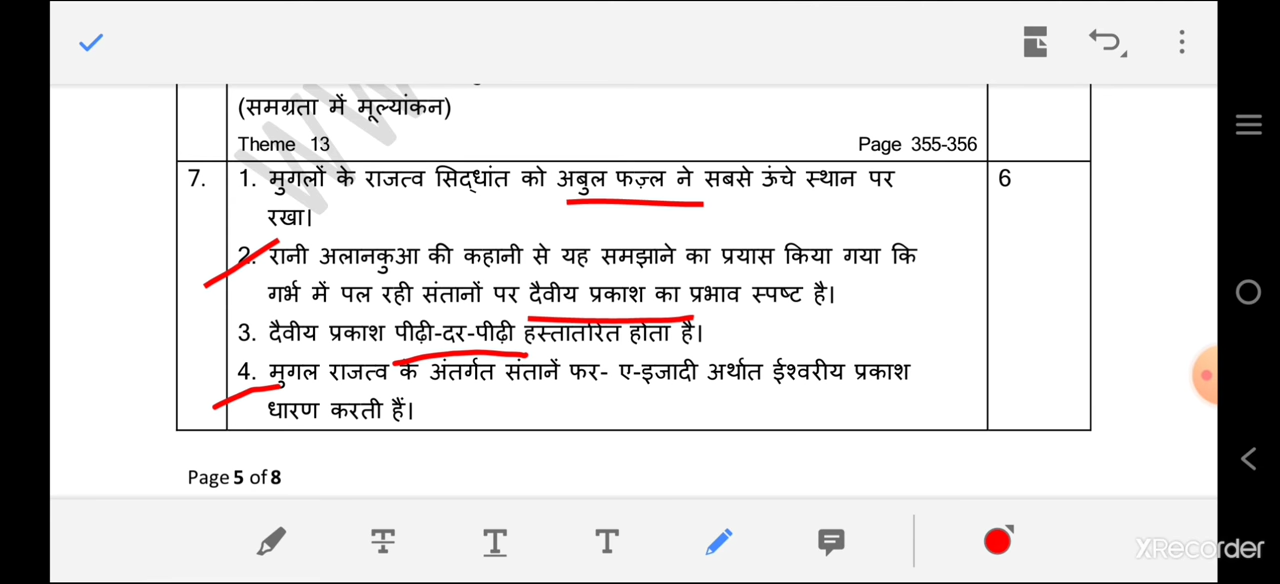 (समग्रता में मूल्यांकन)
Theme 13 Page 355-356
7. 1. मुगलों के राजत्व सिद्धांत को अबुल फज़्ल ने सबसे ऊंचे स्थान पर 6
रखा।
2. रानी अलानकुआ की कहानी से यह समझाने का प्रयास किया गया कि
गर्भ में पल रही संतानों पर दैवीय प्रकाश का प्रभाव स्पष्ट है।
3. दैवीय प्रकाश पीढ़ी-दर-पीढ़ी हस्तातंरित होता है।
4. मुगल राजत्व के अंतर्गत संतानें फर- ए-इजादी अर्थात ईश्वरीय प्रकाश
धारण करती हैं।
Page 5 of 8
T T T
XRecorder